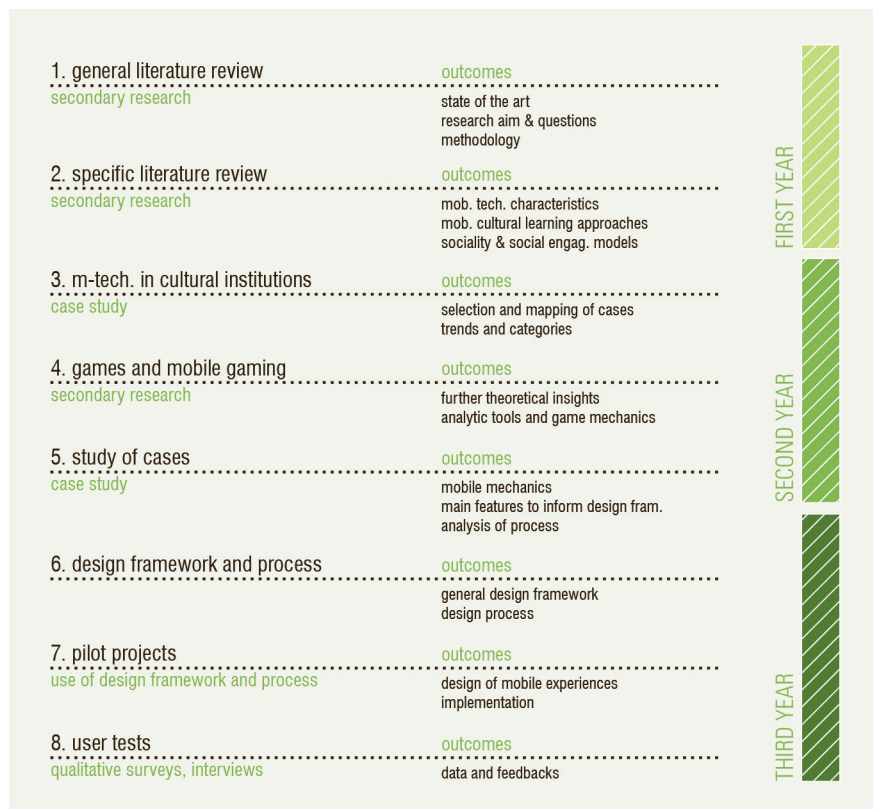 1. general literature review
outcomes
secondary research
state of the art
research aim & questions
methodology
2. specific literature review
outcomes
secondary research
mob. tech. characteristics
mob. cultural learning approaches
sociality & social engag. models
FIRST YEAR
3. m-tech. in cultural institutions
outcomes
case study
selection and mapping of cases
trends and categories
4. games and mobile gaming
outcomes
secondary research
further theoretical insights
analytic tools and game mechanics
5. study of cases
outcomes
case study
mobile mechanics
main features to inform design fram.
analysis of process
SECOND YEAR
6. design framework and process
outcomes
general design framework
design process
7. pilot projects
outcomes
use of design framework and process
design of mobile experiences
implementation
8. user tests
outcomes
qualitative surveys, interviews
data and feedbacks
THIRD YEAR